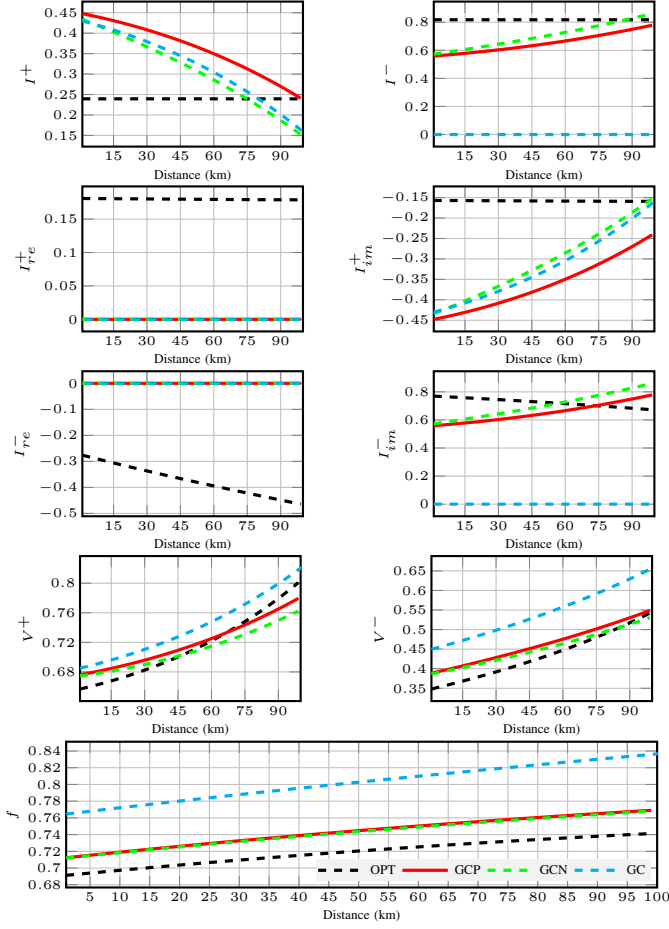 0.45
0.4
0.35
0.3
0.25
0.2
0.15
I+
15 30 45 60 75 90
Distance (km)
0.8
0.6
0.4
0.2
0
I−
15 30 45 60 75 90
Distance (km)
0.15
0.1
0.05
0
I+re
15 30 45 60 75 90
Distance (km)
−0.15
−0.2
−0.25
−0.3
−0.35
−0.4
−0.45
I+im
15 30 45 60 75 90
Distance (km)
0
−0.1
−0.2
−0.3
−0.4
−0.5
I−re
15 30 45 60 75 90
Distance (km)
0.8
0.6
0.4
0.2
0
I−im
15 30 45 60 75 90
Distance (km)
0.8
0.76
0.72
0.68
V+
15 30 45 60 75 90
Distance (km)
0.65
0.55
0.5
0.45
0.4
0.35
V−
15 30 45 60 75 90
Distance (km)
0.84
0.82
0.8
0.78
0.76
0.74
0.72
0.7
0.68
f
OPT GCP GCN GC
5 10 15 20 25 30 35 40 45 50 55 60 65 70 75 80 85 90 95 100
Distance (km)